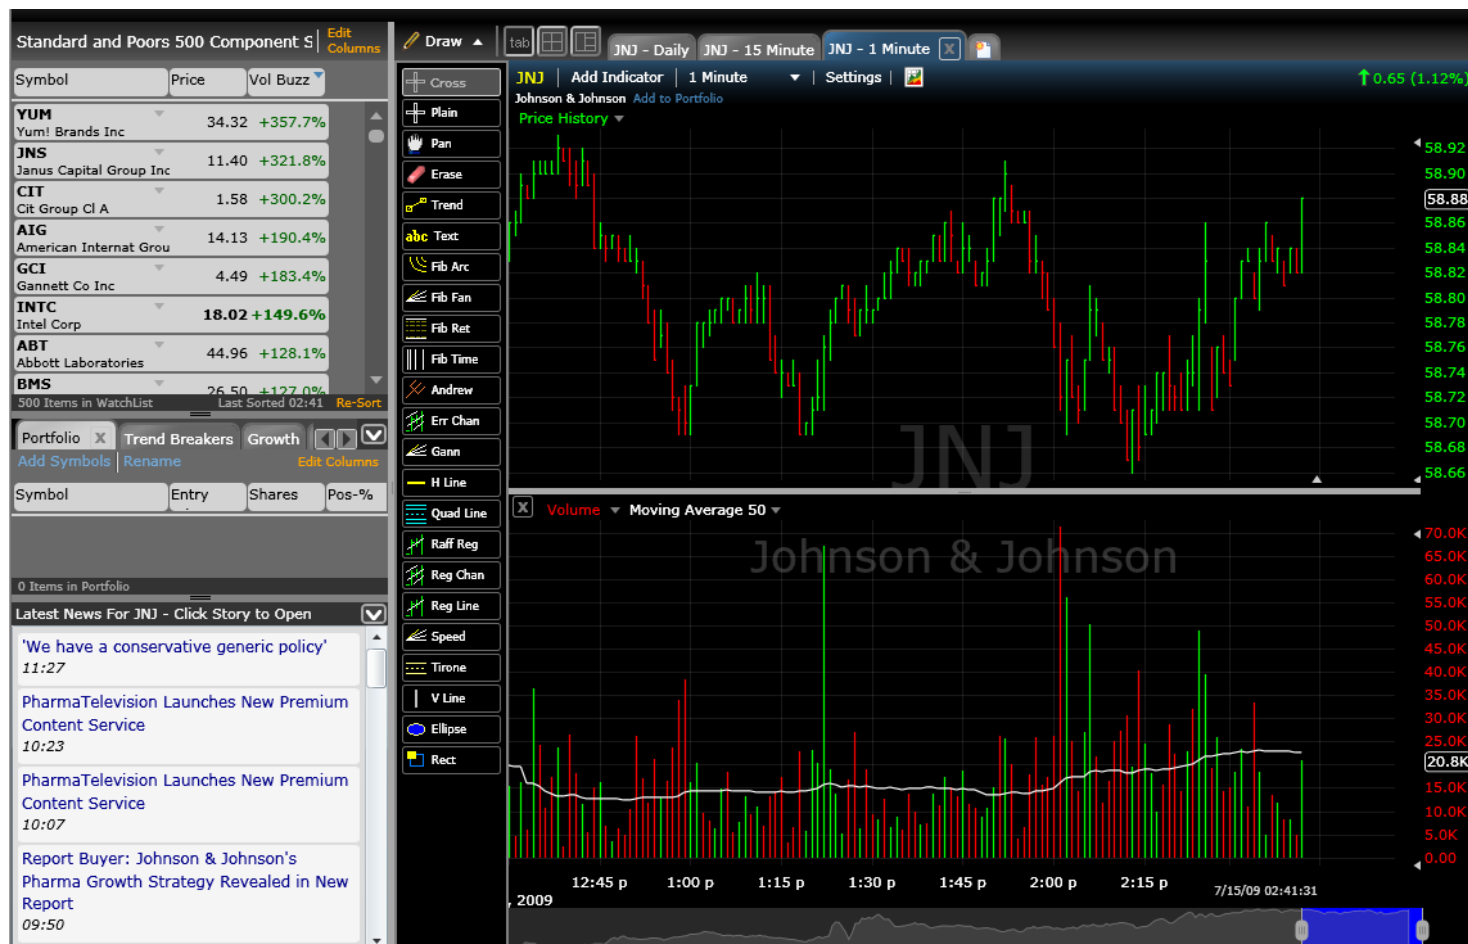 Standard and Poors 500 Component S
Edit
Columns
Symbol Price Vol Buzz
YUM
Yum! Brands Inc
34.32 +357.7%
JNS
Janus Capital Group Inc
11.40 +321.8%
CIT
Cit Group Cl A
1.58 +300.2%
AIG
American Internat Grou
14.13 +190.4%
GCI
Gannett Co Inc
4.49 +183.4%
INTC
Intel Corp
18.02 +149.6%
ABT
Abbott Laboratories
44.96 +128.1%
BMS
26.50 +127.0%
500 Items in WatchList Last Sorted 02:41 Re-Sort
Portfolio X Trend Breakers Growth
Add Symbols Rename Edit Columns
Symbol Entry Shares Pos-%
0 Items in Portfolio
Latest News For JNJ - Click Story to Open
'We have a conservative generic policy'
11:27
PharmaTelevision Launches New Premium
Content Service
10:23
PharmaTelevision Launches New Premium
Content Service
10:07
Report Buyer: Johnson & Johnson's
Pharma Growth Strategy Revealed in New
Report
09:50
Draw
Cross
Plain
Pan
Erase
Trend
abc Text
Fib Arc
Fib Fan
Fib Ret
Fib Time
Andrew
Err Chan
Gann
H Line
Quad Line
Raff Reg
Reg Chan
Reg Line
Speed
Tirone
V Line
Ellipse
Rect
tab
JNJ - Daily JNJ - 15 Minute JNJ - 1 Minute X
JNJ Add Indicator 1 Minute Settings
0.65 (1.12%)
Johnson & Johnson Add to Portfolio
Price History
58.92
58.90
58.88
58.86
58.84
58.82
58.80
58.78
58.76
58.74
58.72
58.70
58.68
58.66
JNJ
X Volume Moving Average 50
Johnson & Johnson
70.0K
65.0K
60.0K
55.0K
50.0K
45.0K
40.0K
35.0K
30.0K
25.0K
20.8K
15.0K
10.0K
5.0K
0.00
12:45 p 1:00 p 1:15 p 1:30 p 1:45 p 2:00 p 2:15 p 7/15/09 02:41:31
, 2009